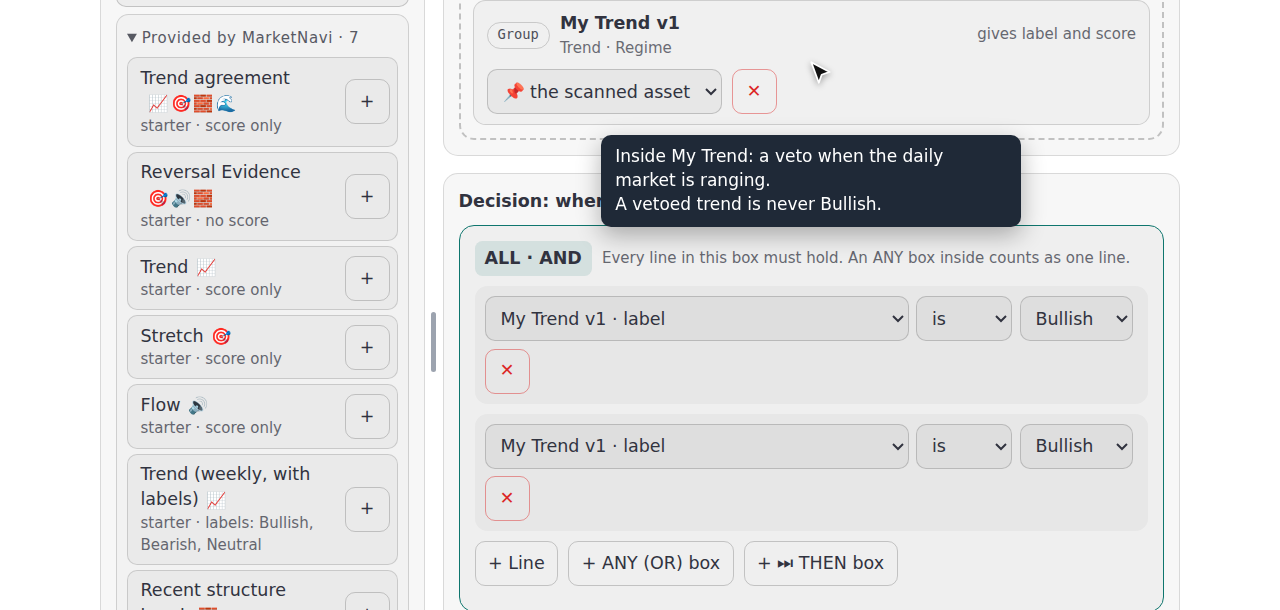 ▼ Provided by MarketNavi · 7
Trend agreement
📈🎯🧱🌊
starter · score only
+
Reversal Evidence
🎯🔊🧱
starter · no score
+
Trend 📈
starter · score only
+
Stretch 🎯
starter · score only
+
Flow 🔊
starter · score only
+
Trend (weekly, with
labels) 📈
starter · labels: Bullish,
Bearish, Neutral
+
Recent structure
Group
My Trend v1
Trend · Regime
gives label and score
📌 the scanned asset
✕
Inside My Trend: a veto when the daily
market is ranging.
A vetoed trend is never Bullish.
Decision: when
ALL · AND
Every line in this box must hold. An ANY box inside counts as one line.
My Trend v1 · label
is
Bullish
✕
My Trend v1 · label
is
Bullish
✕
+ Line
+ ANY (OR) box
+ ⏭ THEN box